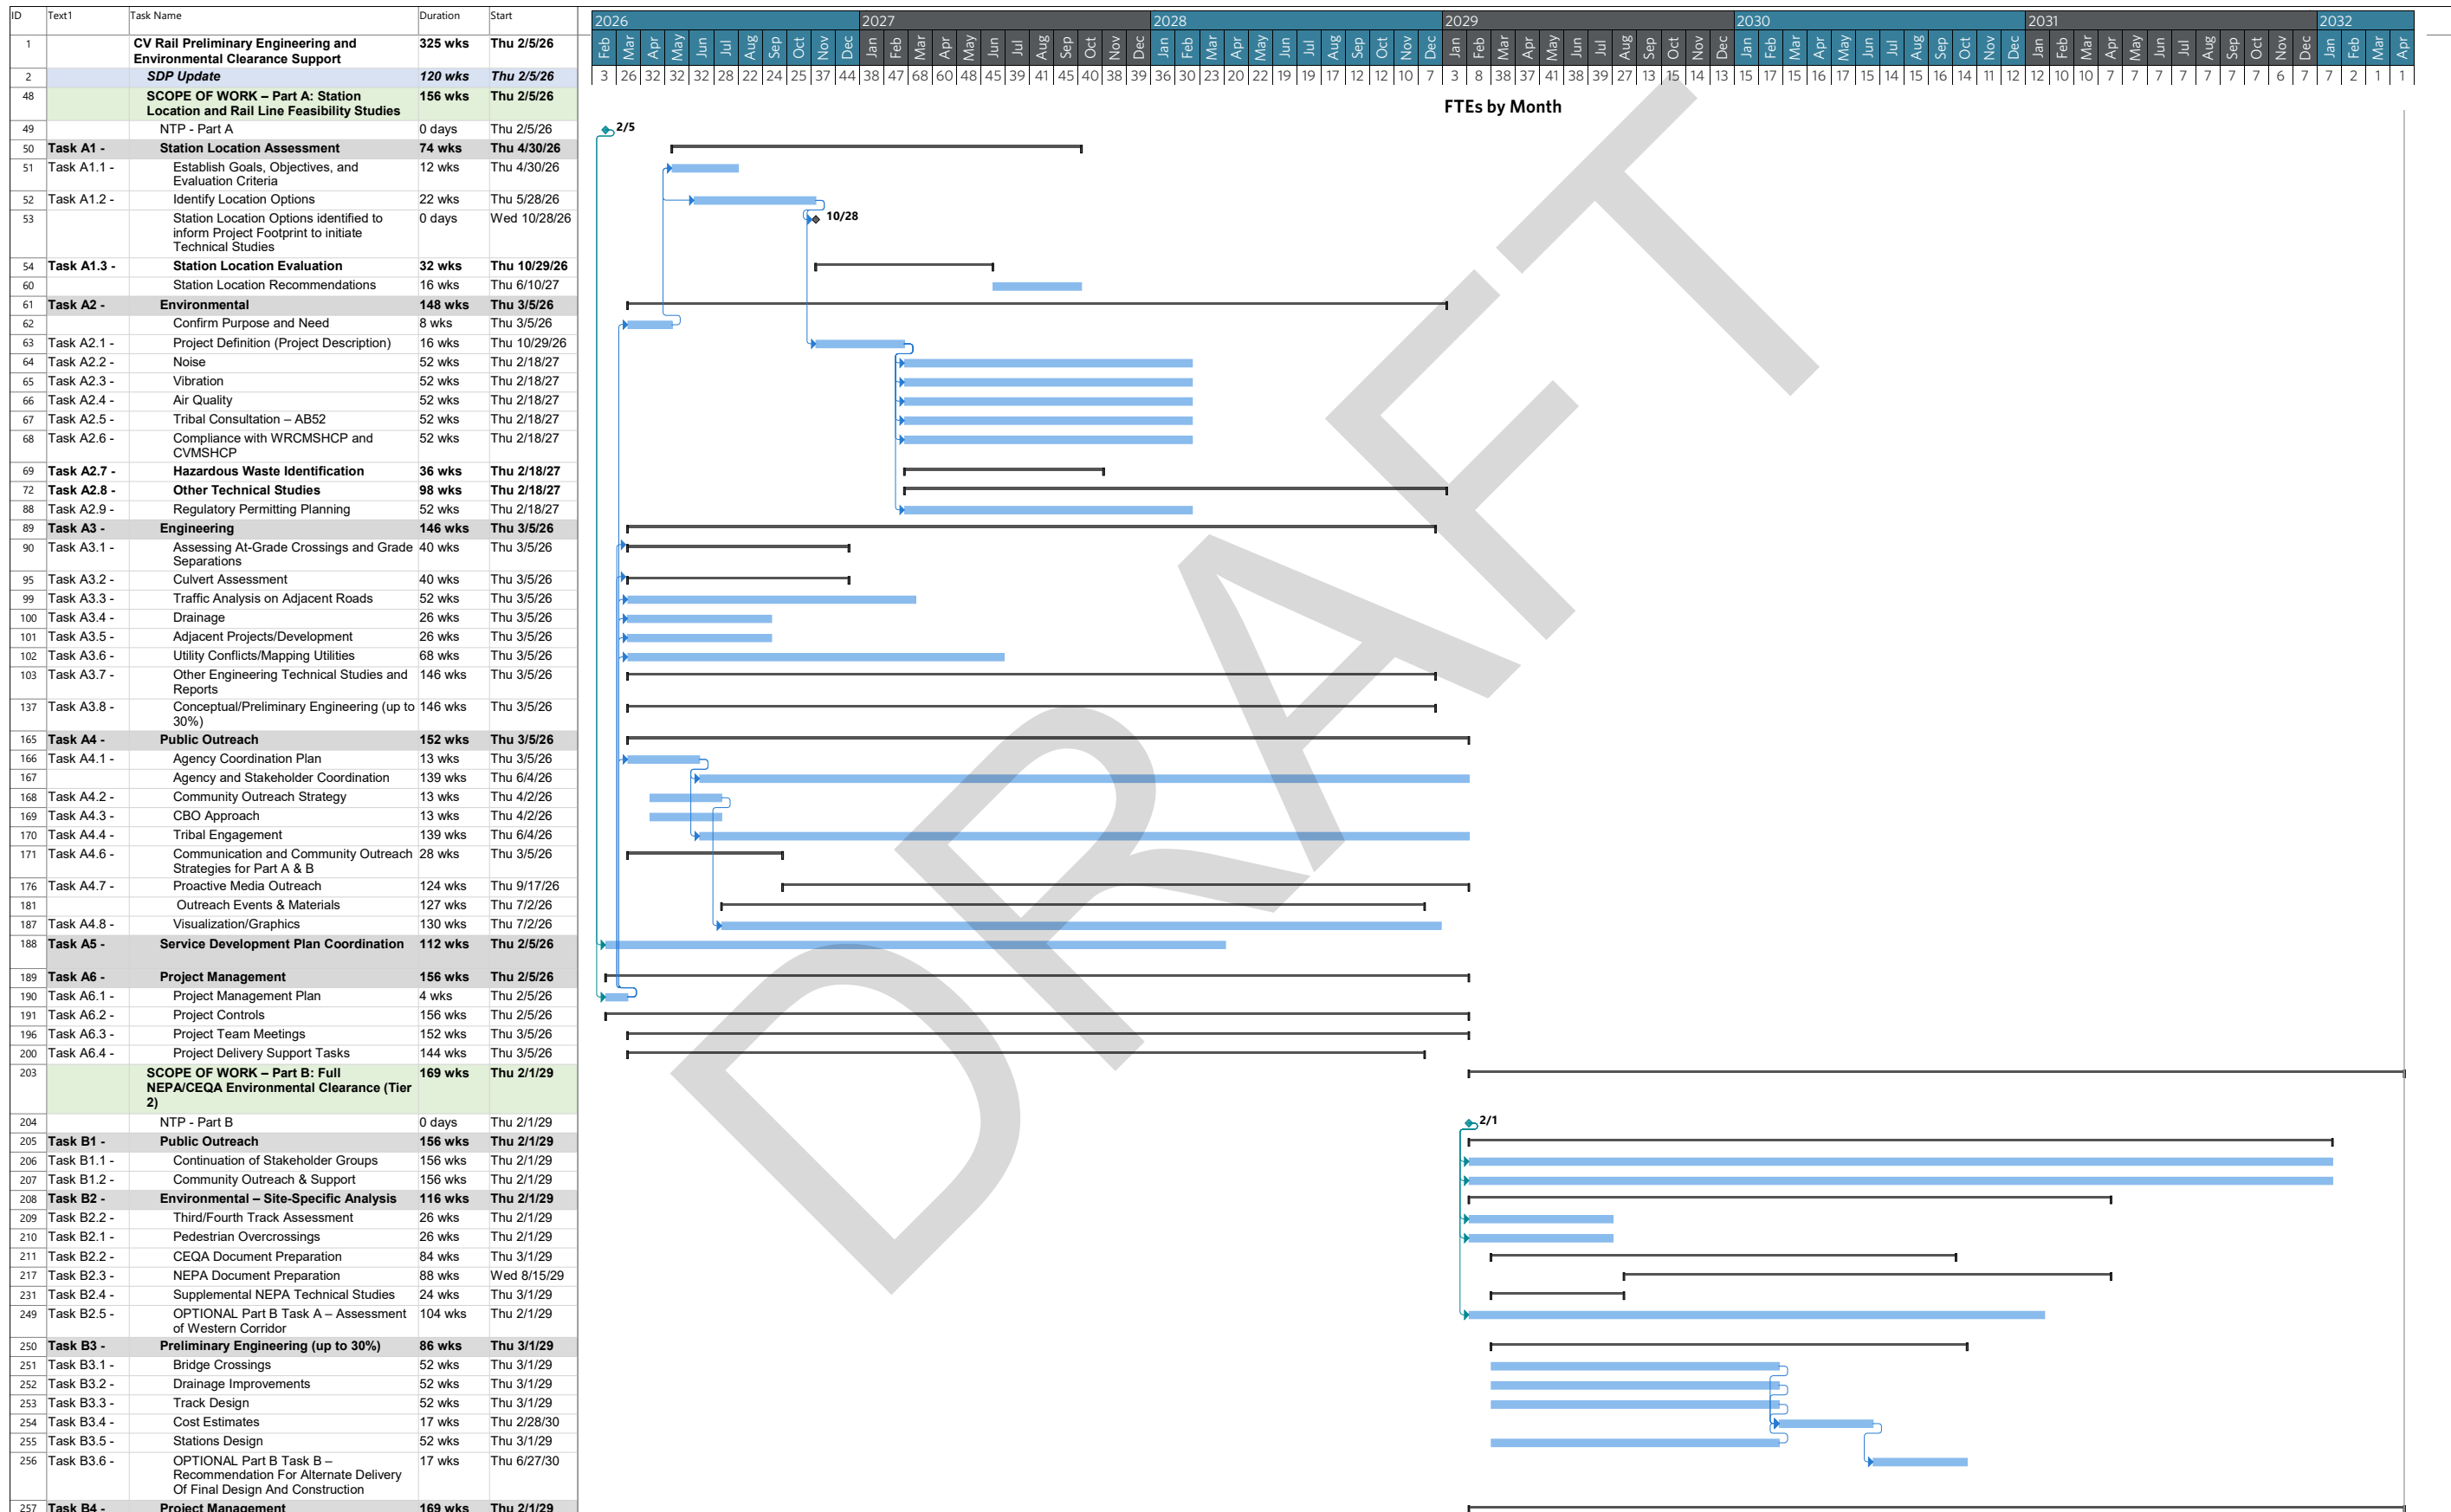 ID Text1 Task Name Duration Start
2026 2027 2028 2029 2030 2031 2032
Feb Mar Apr May Jun Jul Aug Sep Oct Nov Dec Jan Feb Mar Apr May Jun Jul Aug Sep Oct Nov Dec Jan Feb Mar Apr May Jun Jul Aug Sep Oct Nov Dec Jan Feb Mar Apr May Jun Jul Aug Sep Oct Nov Dec Jan Feb Mar Apr May Jun Jul Aug Sep Oct Nov Dec Jan Feb Mar Apr May Jun Jul Aug Sep Oct Nov Dec Jan Feb Mar Apr
3 26 32 32 32 28 22 24 25 37 44 38 47 68 60 48 45 39 41 45 40 38 39 36 30 23 20 22 19 19 17 12 12 10 7 3 8 38 37 41 38 39 27 13 15 14 13 15 17 15 16 17 14 15 16 14 11 12 12 10 10 7 7 7 7 7 7 6 7 7 2 1 1
FTEs by Month
1 CV Rail Preliminary Engineering and 325 wks Thu 2/5/26
Environmental Clearance Support
2 SDP Update 120 wks Thu 2/5/26
48 SCOPE OF WORK – Part A: Station 156 wks Thu 2/5/26
Location and Rail Line Feasibility Studies
49 NTP - Part A 0 days Thu 2/5/26 2/5
50 Task A1 - Station Location Assessment 74 wks Thu 4/30/26
51 Task A1.1 - Establish Goals, Objectives, and 12 wks Thu 4/30/26
Evaluation Criteria
52 Task A1.2 - Identify Location Options 22 wks Thu 5/28/26
53 Station Location Options identified to 0 days Wed 10/28/26 10/28
inform Project Footprint to initiate
Technical Studies
54 Task A1.3 - Station Location Evaluation 32 wks Thu 10/29/26
60 Station Location Recommendations 16 wks Thu 6/10/27
61 Task A2 - Environmental 148 wks Thu 3/5/26
62 Confirm Purpose and Need 8 wks Thu 3/5/26
63 Task A2.1 - Project Definition (Project Description) 16 wks Thu 10/29/26
64 Task A2.2 - Noise 52 wks Thu 2/18/27
65 Task A2.3 - Vibration 52 wks Thu 2/18/27
66 Task A2.4 - Air Quality 52 wks Thu 2/18/27
67 Task A2.5 - Tribal Consultation – AB52 52 wks Thu 2/18/27
68 Task A2.6 - Compliance with WRCMSHCP and 52 wks Thu 2/18/27
CVMSHCP
69 Task A2.7 - Hazardous Waste Identification 36 wks Thu 2/18/27
72 Task A2.8 - Other Technical Studies 98 wks Thu 2/18/27
88 Task A2.9 - Regulatory Permitting Planning 52 wks Thu 2/18/27
89 Task A3 - Engineering 146 wks Thu 3/5/26
90 Task A3.1 - Assessing At-Grade Crossings and Grade 40 wks Thu 3/5/26
Separations
95 Task A3.2 - Culvert Assessment 40 wks Thu 3/5/26
99 Task A3.3 - Traffic Analysis on Adjacent Roads 52 wks Thu 3/5/26
100 Task A3.4 - Drainage 26 wks Thu 3/5/26
101 Task A3.5 - Adjacent Projects/Development 26 wks Thu 3/5/26
102 Task A3.6 - Utility Conflicts/Mapping Utilities 68 wks Thu 3/5/26
103 Task A3.7 - Other Engineering Technical Studies and 146 wks Thu 3/5/26
Reports
137 Task A3.8 - Conceptual/Preliminary Engineering (up to 146 wks Thu 3/5/26
30%)
165 Task A4 - Public Outreach 152 wks Thu 3/5/26
166 Task A4.1 - Agency Coordination Plan 13 wks Thu 3/5/26
167 Agency and Stakeholder Coordination 139 wks Thu 6/4/26
168 Task A4.2 - Community Outreach Strategy 13 wks Thu 4/2/26
169 Task A4.3 - CBO Approach 13 wks Thu 4/2/26
170 Task A4.4 - Tribal Engagement 139 wks Thu 6/4/26
171 Task A4.6 - Communication and Community Outreach 28 wks Thu 3/5/26
Strategies for Part A & B
176 Task A4.7 - Proactive Media Outreach 124 wks Thu 9/17/26
181 Outreach Events & Materials 127 wks Thu 7/2/26
187 Task A4.8 - Visualization/Graphics 130 wks Thu 7/2/26
188 Task A5 - Service Development Plan Coordination 112 wks Thu 2/5/26
189 Task A6 - Project Management 156 wks Thu 2/5/26
190 Task A6.1 - Project Management Plan 4 wks Thu 2/5/26
191 Task A6.2 - Project Controls 156 wks Thu 2/5/26
196 Task A6.3 - Project Team Meetings 152 wks Thu 3/5/26
200 Task A6.4 - Project Delivery Support Tasks 144 wks Thu 3/5/26
203 SCOPE OF WORK – Part B: Full 169 wks Thu 2/1/29
NEPA/CEQA Environmental Clearance (Tier
2)
204 NTP - Part B 0 days Thu 2/1/29 2/1
205 Task B1 - Public Outreach 156 wks Thu 2/1/29
206 Task B1.1 - Continuation of Stakeholder Groups 156 wks Thu 2/1/29
207 Task B1.2 - Community Outreach & Support 156 wks Thu 2/1/29
208 Task B2 - Environmental – Site-Specific Analysis 116 wks Thu 2/1/29
209 Task B2.2 - Third/Fourth Track Assessment 26 wks Thu 2/1/29
210 Task B2.1 - Pedestrian Overcrossings 26 wks Thu 2/1/29
211 Task B2.2 - CEQA Document Preparation 84 wks Thu 3/1/29
217 Task B2.3 - NEPA Document Preparation 88 wks Wed 8/15/29
231 Task B2.4 - Supplemental NEPA Technical Studies 24 wks Thu 3/1/29
249 Task B2.5 - OPTIONAL Part B Task A – Assessment 104 wks Thu 2/1/29
of Western Corridor
250 Task B3 - Preliminary Engineering (up to 30%) 86 wks Thu 3/1/29
251 Task B3.1 - Bridge Crossings 52 wks Thu 3/1/29
252 Task B3.2 - Drainage Improvements 52 wks Thu 3/1/29
253 Task B3.3 - Track Design 52 wks Thu 3/1/29
254 Task B3.4 - Cost Estimates 17 wks Thu 2/28/30
255 Task B3.5 - Stations Design 52 wks Thu 3/1/29
256 Task B3.6 - OPTIONAL Part B Task B – 17 wks Thu 6/27/30
Recommendation For Alternate Delivery
Of Final Design And Construction
257 Task B4 - Project Management 169 wks Thu 2/1/29
DRAFT